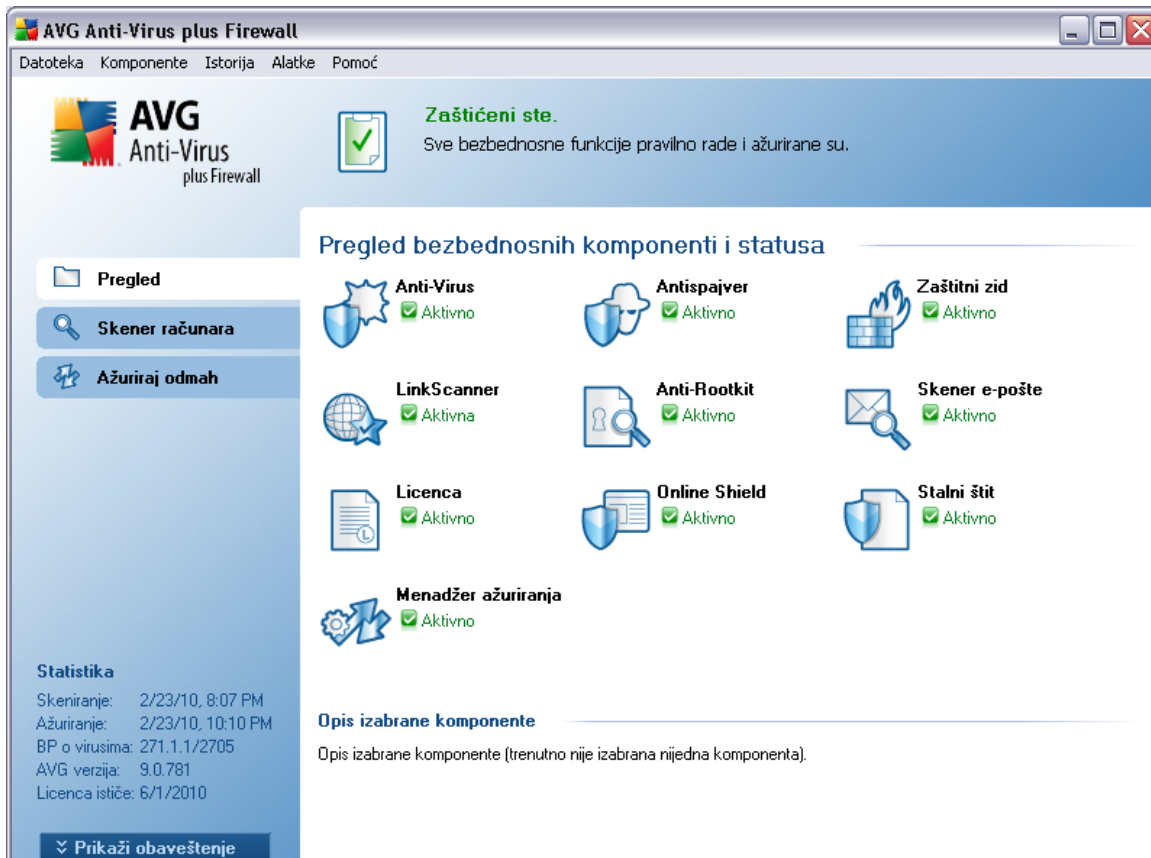 AVG Anti-Virus plus Firewall
Datoteka Komponente Istorija Alatke Pomoć
AVG
Anti-Virus
plus Firewall
Zaštićeni ste.
Sve bezbednosne funkcije pravilno rade i ažurirane su.
Pregled
Skener računara
Ažuriraj odmah
Pregled bezbednosnih komponenti i statusa
Anti-Virus
Aktivno
Antispajver
Aktivno
Zaštitni zid
Aktivno
LinkScanner
Aktivna
Anti-Rootkit
Aktivno
Skener e-pošte
Aktivno
Licenca
Aktivno
Online Shield
Aktivno
Stalni štit
Aktivno
Menadžer ažuriranja
Aktivno
Statistika
Skeniranje: 2/23/10, 8:07 PM
Ažuriranje: 2/23/10, 10:10 PM
BP o virusima: 271.1.1/2705
AVG verzija: 9.0.781
Licenca ističe: 6/1/2010
Prikaži obaveštenje
Opis izabrane komponente
Opis izabrane komponente (trenutno nije izabrana nijedna komponenta).